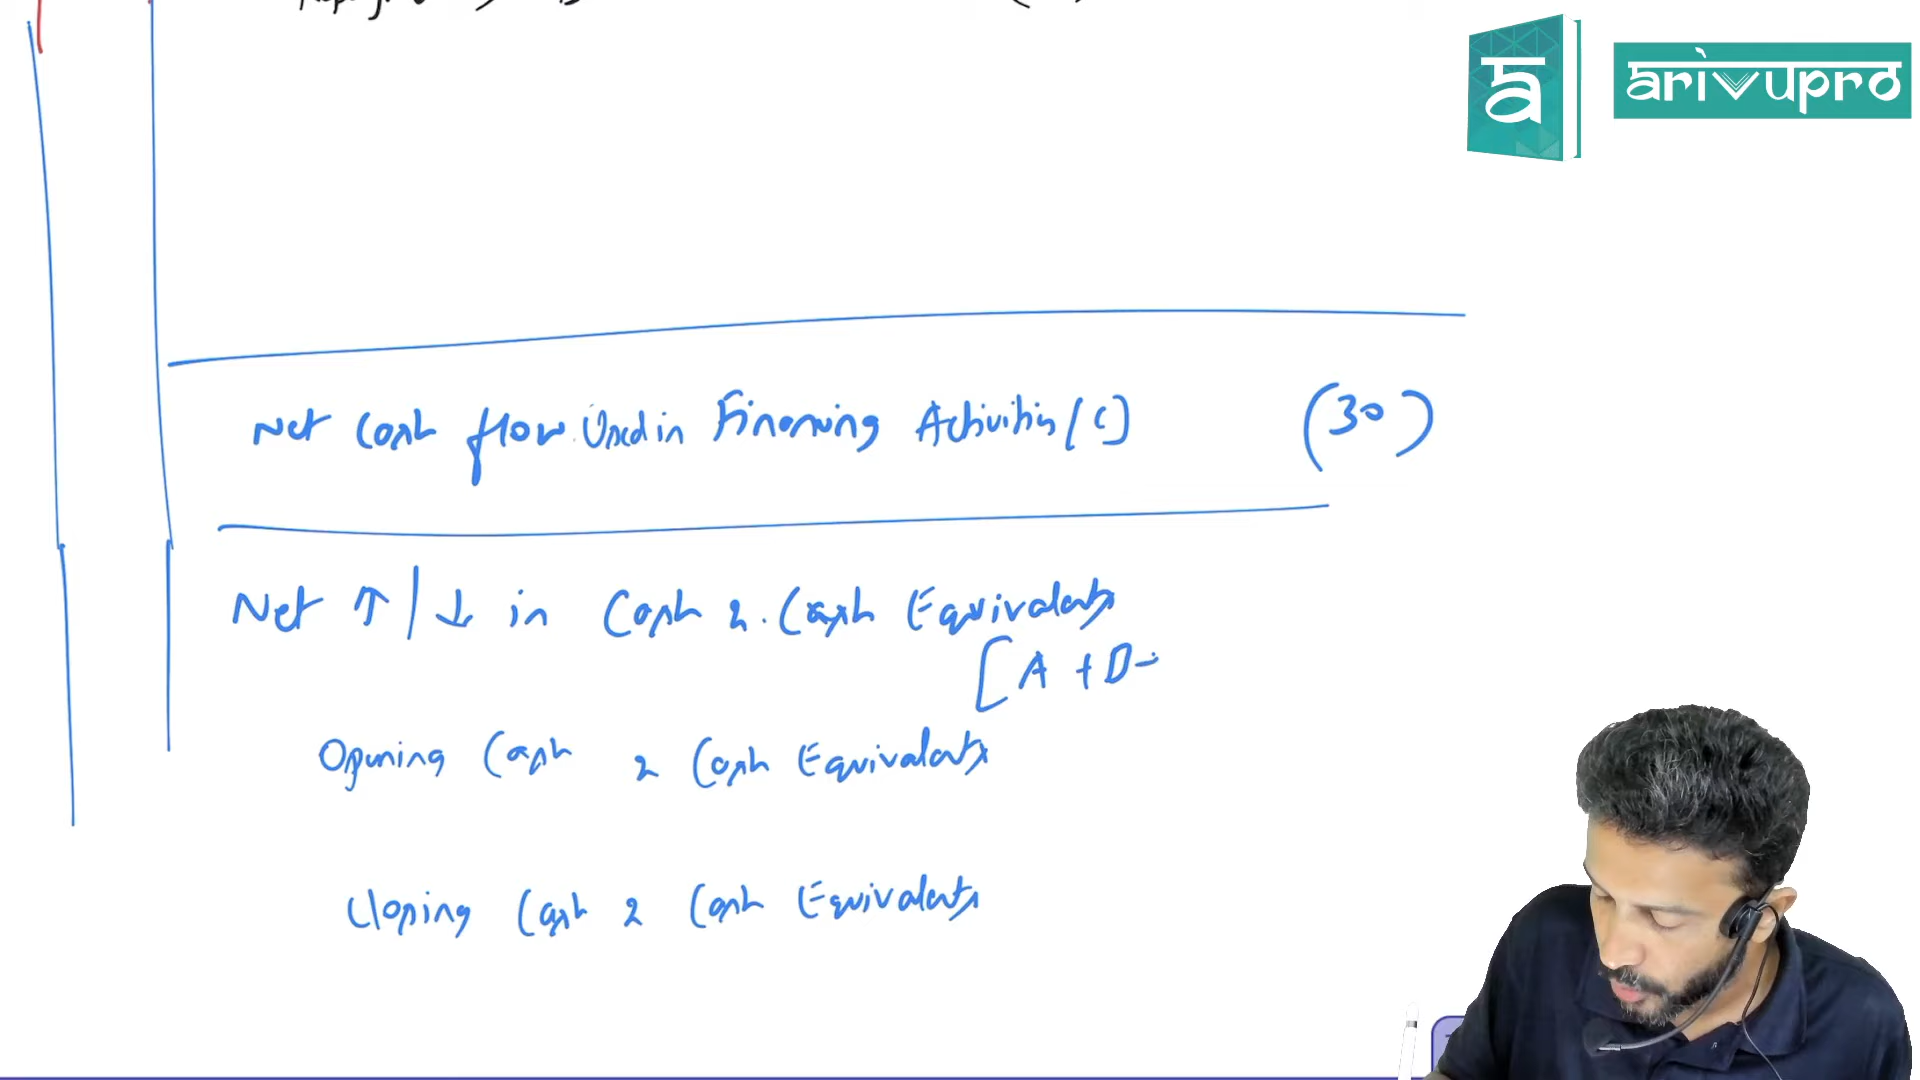 arivupro
Net Cash flow Used in Financing Activities (C) (30)
Net ↑/↓ in Cash & Cash Equivalents
[A + B-
Opening Cash & Cash Equivalents
Closing Cash & Cash Equivalents